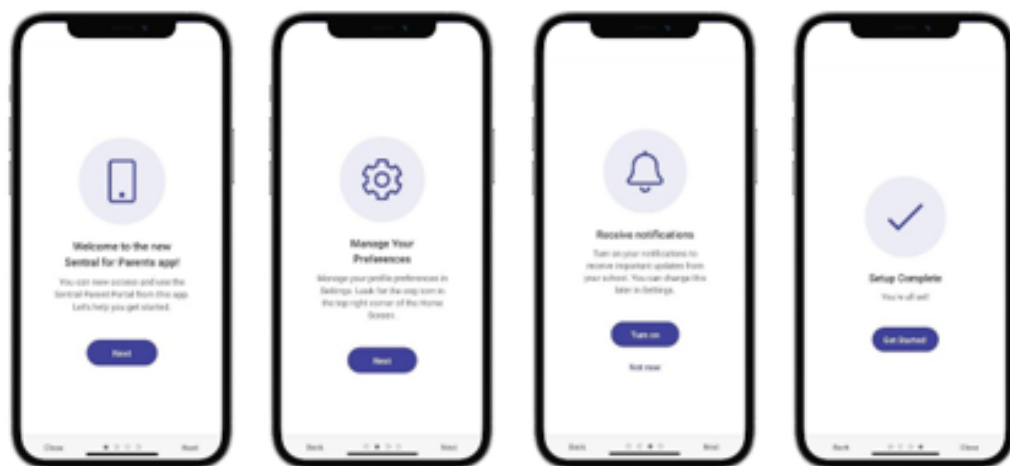 Welcome to the new
Sentral for Parents app!
You can now access and use the
Sentral Parent Portal from this app.
Let's help you get started.
Next
Close
Next
Manage Your
Preferences
Manage your profile preferences in
Settings. Look for the cog icon in
the top right corner of the Home
Screen.
Next
Back
Next
Receive notifications
Turn on your notifications to
receive important updates from
your school. You can change this
later in Settings.
Turn on
Not now
Back
Next
Setup Complete
You're all set!
Get Started
Back
Close